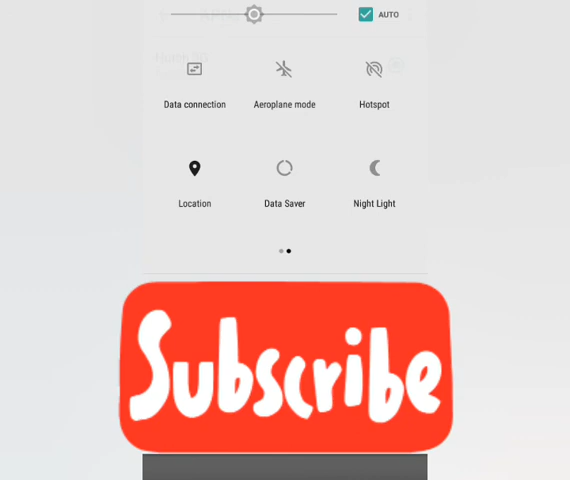 AUTO
Data connection Aeroplane mode Hotspot
Location Data Saver Night Light
Subscribe